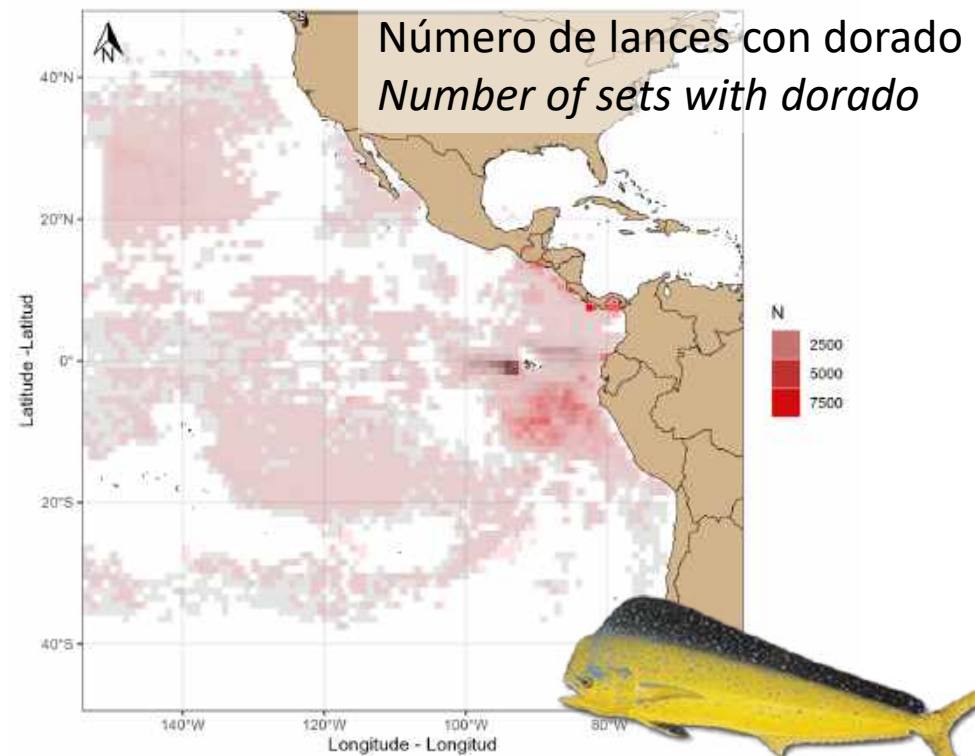 Número de lances con dorado
Number of sets with dorado
N
40°N
20°N
0°
20°S
40°S
Latitude -Latitud
140°W
120°W
100°W
80°W
Longitude - Longitud
N
2500
5000
7500